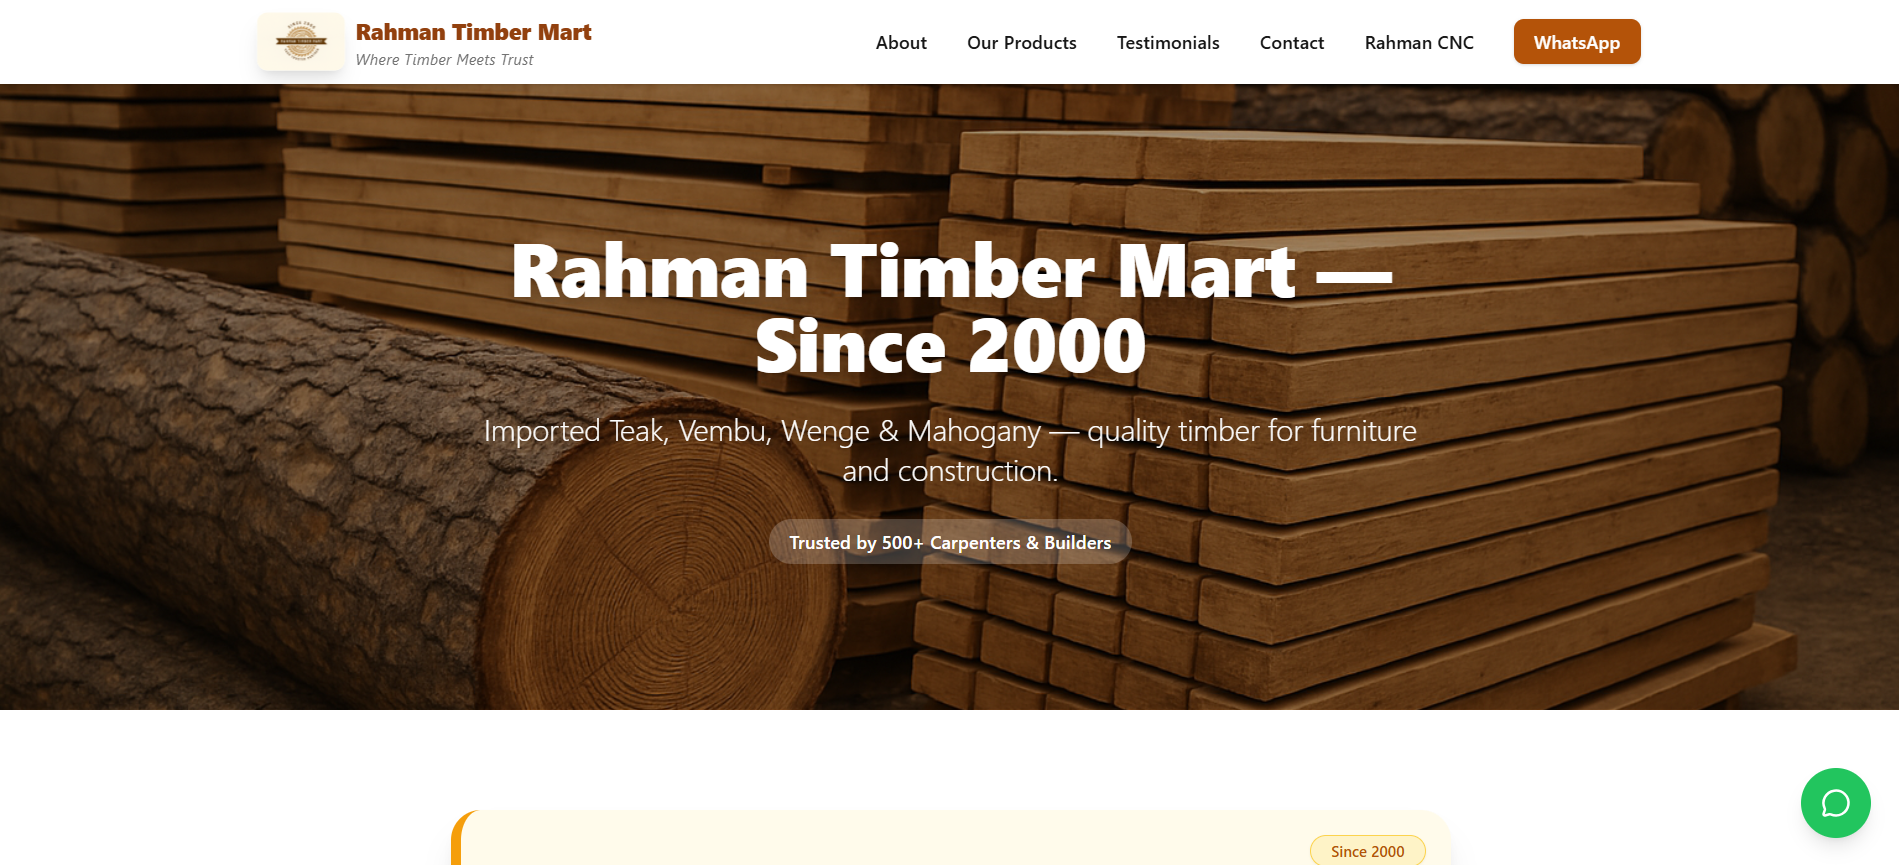 Rahman Timber Mart
Where Timber Meets Trust
About
Our Products
Testimonials
Contact
Rahman CNC
WhatsApp
Rahman Timber Mart —
Since 2000
Imported Teak, Vembu, Wenge & Mahogany — quality timber for furniture
and construction.
Trusted by 500+ Carpenters & Builders
Since 2000